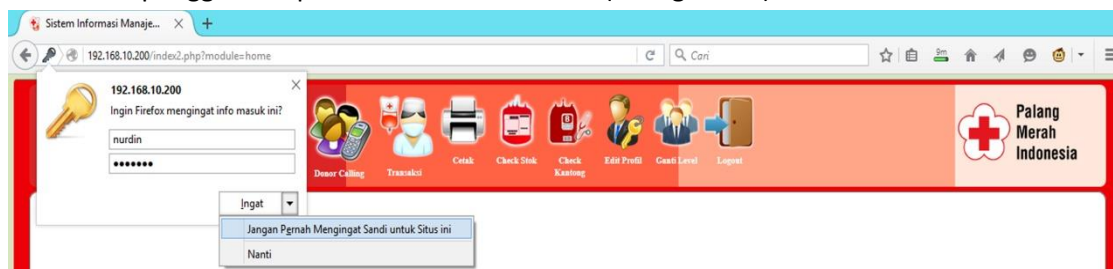 Sistem Informasi Manaje...
192.168.10.200/index2.php?module=home
Cari
9m
192.168.10.200
Ingin Firefox mengingat info masuk ini?
nurdin
•••••••
Ingat
Jangan Pernah Mengingat Sandi untuk Situs ini
Nanti
Donor Calling
Transaksi
Cetak
Check Stok
Check
Kantong
Edit Profil
Ganti Level
Logout
Palang
Merah
Indonesia